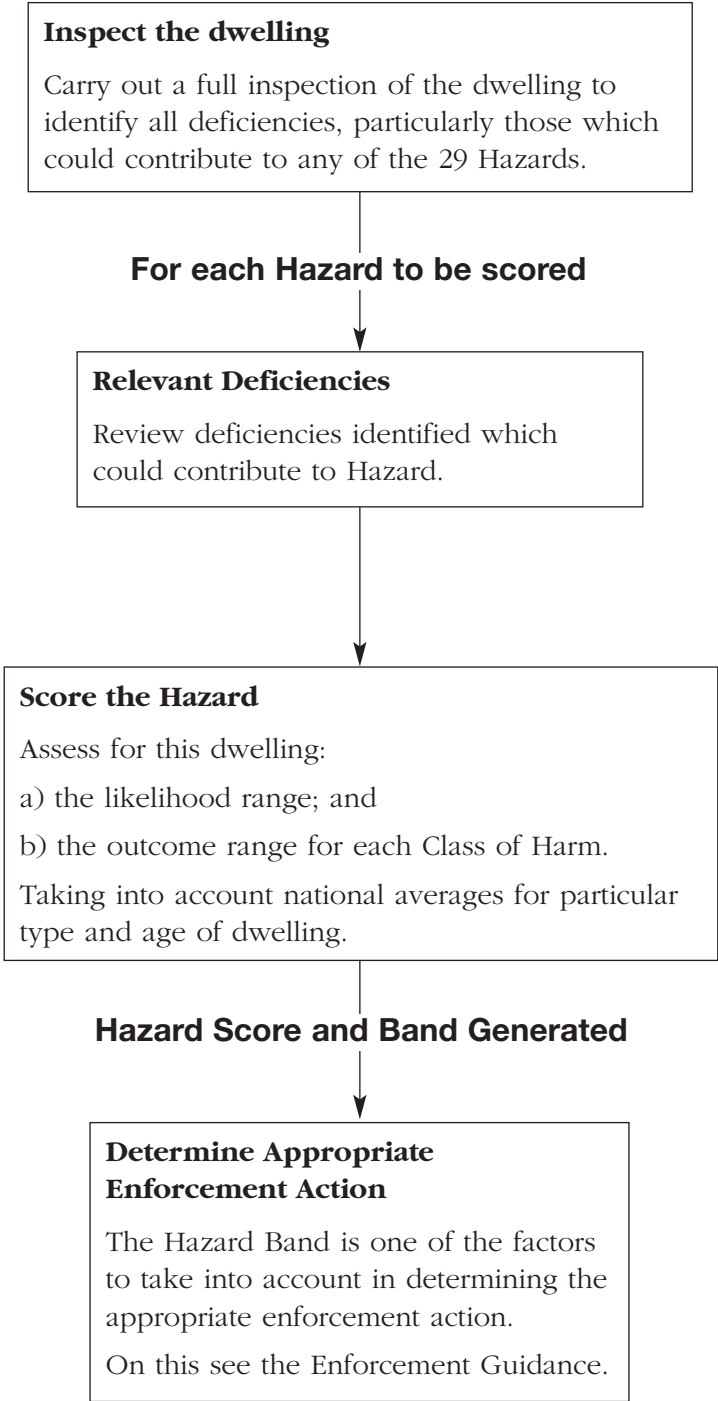 Inspect the dwelling
Carry out a full inspection of the dwelling to
identify all deficiencies, particularly those which
could contribute to any of the 29 Hazards.
For each Hazard to be scored
Relevant Deficiencies
Review deficiencies identified which
could contribute to Hazard.
Score the Hazard
Assess for this dwelling:
a) the likelihood range; and
b) the outcome range for each Class of Harm.
Taking into account national averages for particular
type and age of dwelling.
Hazard Score and Band Generated
Determine Appropriate
Enforcement Action
The Hazard Band is one of the factors
to take into account in determining the
appropriate enforcement action.
On this see the Enforcement Guidance.